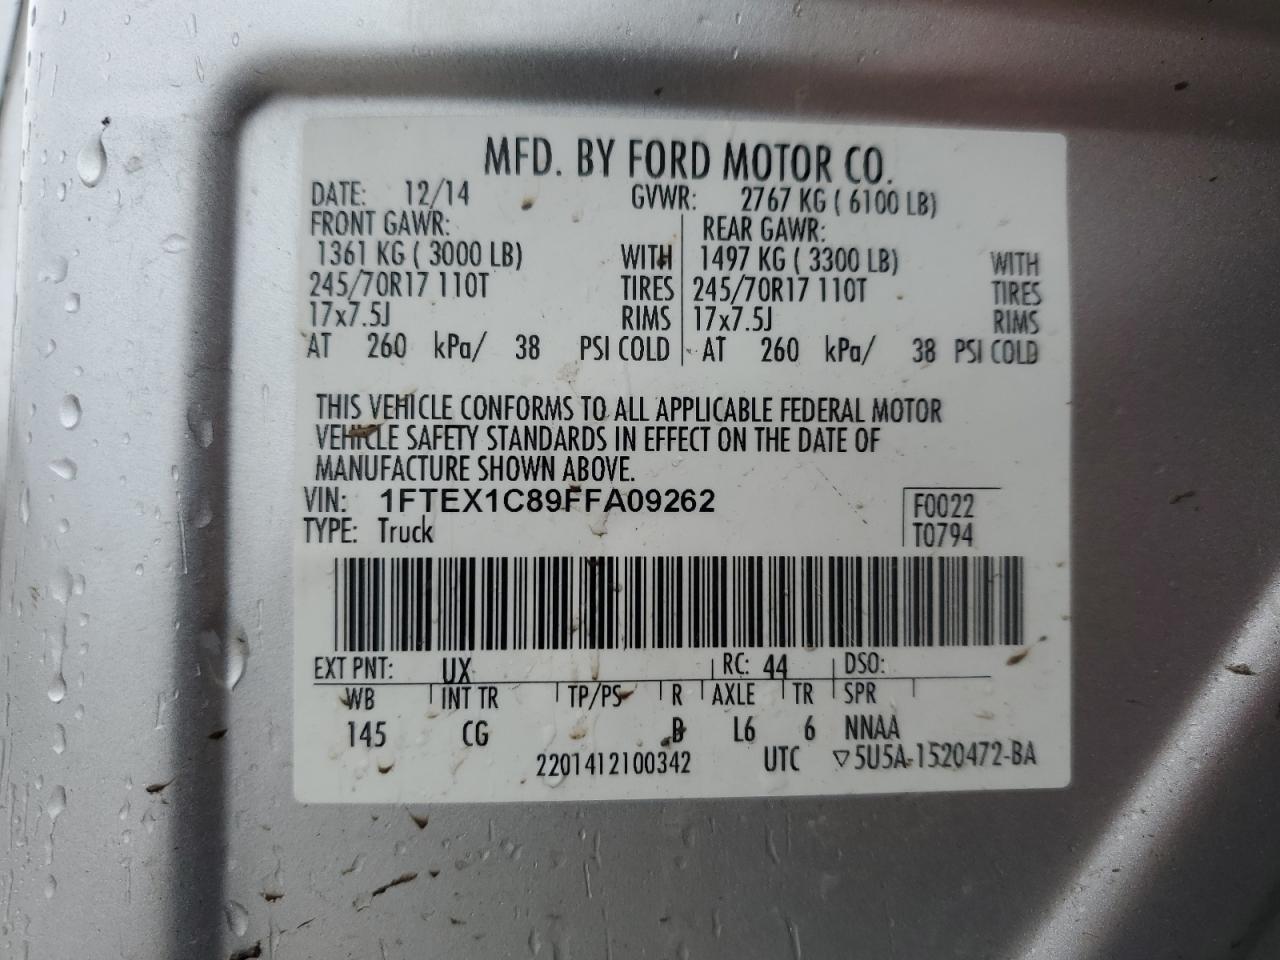 MFD. BY FORD MOTOR CO.
DATE: 12/14 GVWR: 2767 KG ( 6100 LB)
FRONT GAWR: REAR GAWR:
1361 KG ( 3000 LB) WITH 1497 KG ( 3300 LB) WITH
245/70R17 110T TIRES 245/70R17 110T TIRES
17x7.5J RIMS 17x7.5J RIMS
AT 260 kPa/ 38 PSI COLD AT 260 kPa/ 38 PSI COLD
THIS VEHICLE CONFORMS TO ALL APPLICABLE FEDERAL MOTOR
VEHICLE SAFETY STANDARDS IN EFFECT ON THE DATE OF
MANUFACTURE SHOWN ABOVE.
VIN: 1FTEX1C89FFA09262 F0022
TYPE: Truck T0794
EXT PNT: UX RC: 44 DSO:
WB INT TR TP/PS R AXLE TR SPR
145 CG B L6 6 NNAA
2201412100342 UTC ▽5U5A-1520472-BA